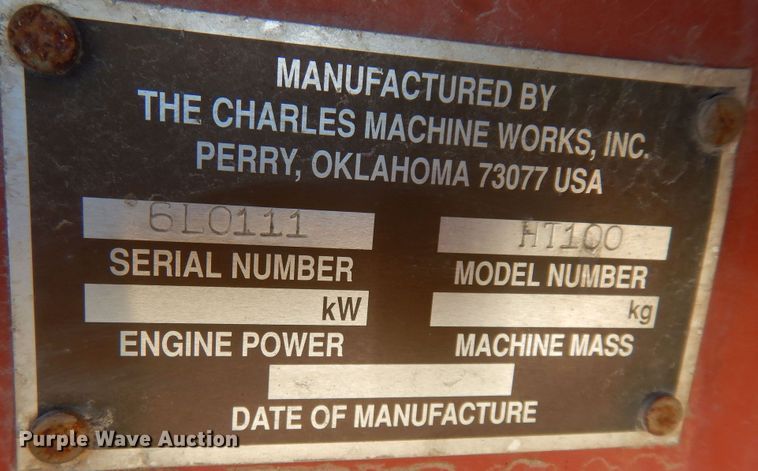 MANUFACTURED BY
THE CHARLES MACHINE WORKS, INC.
PERRY, OKLAHOMA 73077 USA
6L0111 HT100
SERIAL NUMBER MODEL NUMBER
kW kg
ENGINE POWER MACHINE MASS
DATE OF MANUFACTURE
Purple Wave Auction